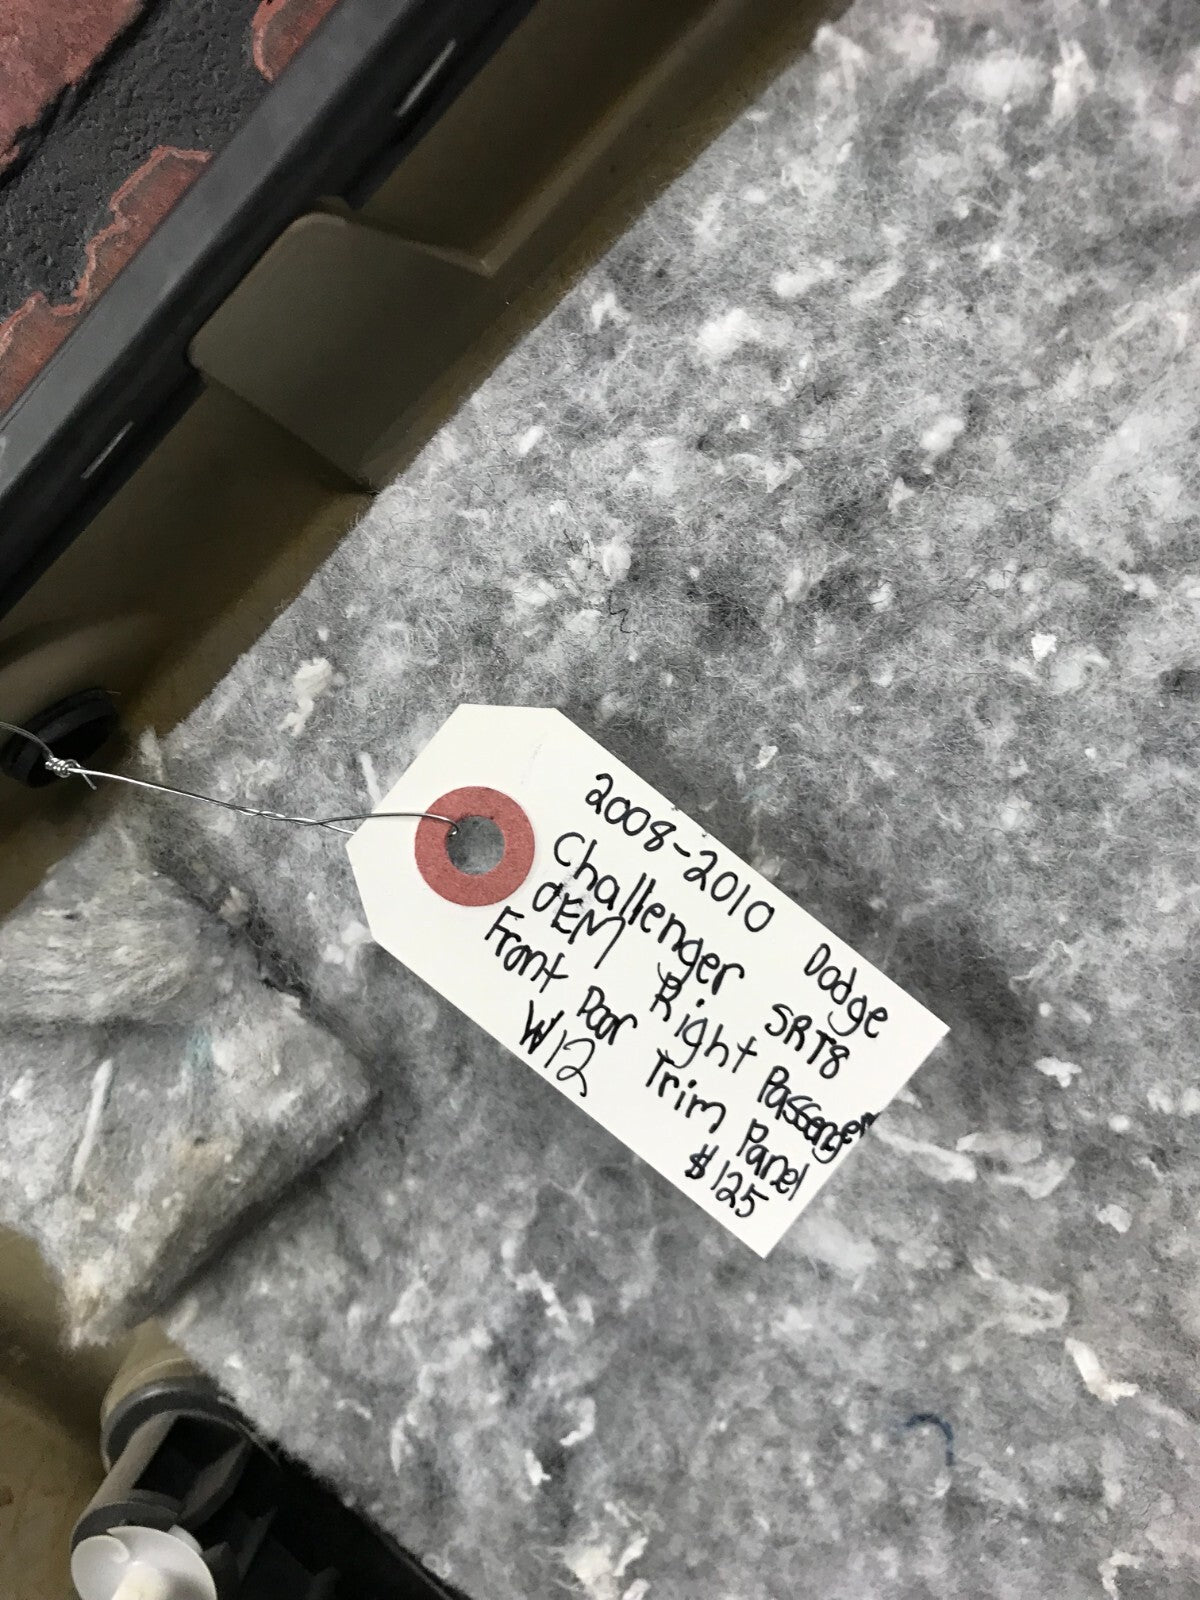 2008-2010 Dodge
Challenger SRT8
OEM Right Passenger
Front Door Trim Panel
W12 $125